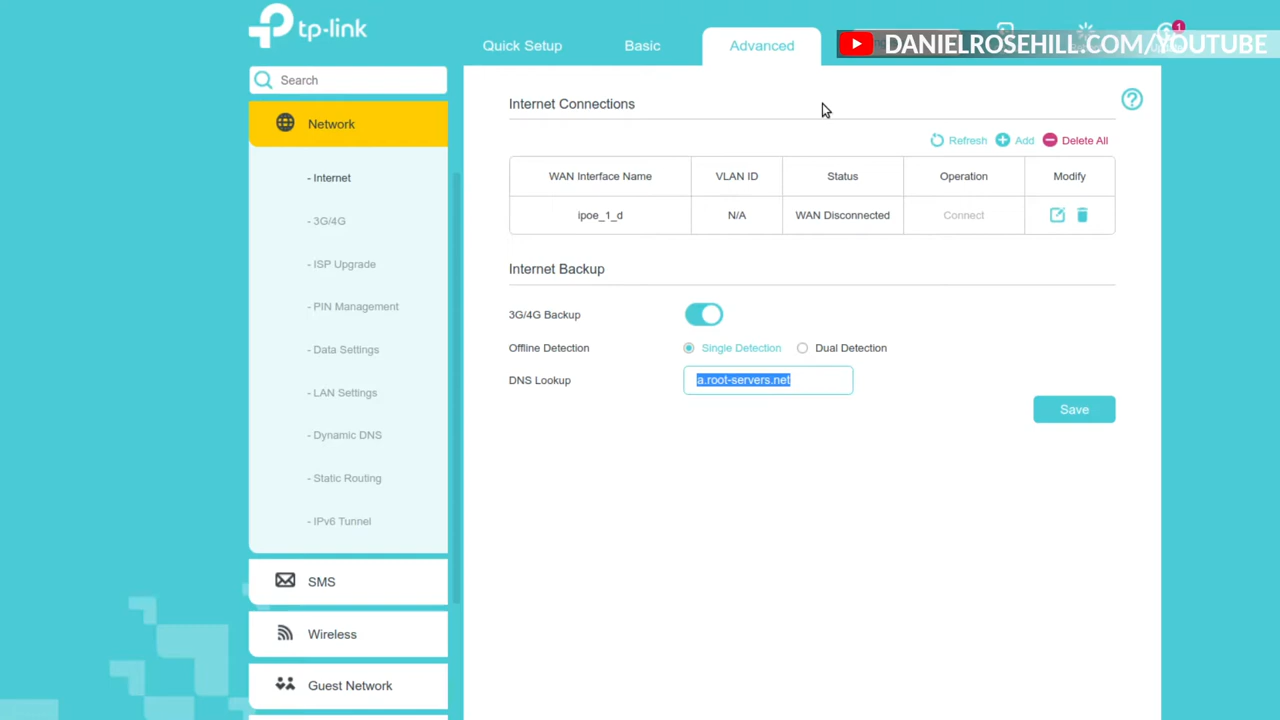 tp-link
Quick Setup
Basic
Advanced
DANIELROSEHILL.COM/YOUTUBE
1
Search
Network
- Internet
- 3G/4G
- ISP Upgrade
- PIN Management
- Data Settings
- LAN Settings
- Dynamic DNS
- Static Routing
- IPv6 Tunnel
SMS
Wireless
Guest Network
Internet Connections
Refresh Add Delete All
WAN Interface Name VLAN ID Status Operation Modify
ipoe_1_d N/A WAN Disconnected Connect
Internet Backup
3G/4G Backup
Offline Detection Single Detection Dual Detection
DNS Lookup a.root-servers.net
Save